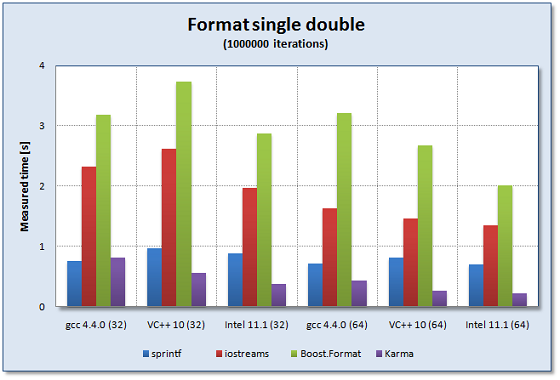 Format single double
(1000000 iterations)
Measured time [s]
4
3
2
1
0
gcc 4.4.0 (32) VC++ 10 (32) Intel 11.1 (32) gcc 4.4.0 (64) VC++ 10 (64) Intel 11.1 (64)
sprintf iostreams Boost.Format Karma